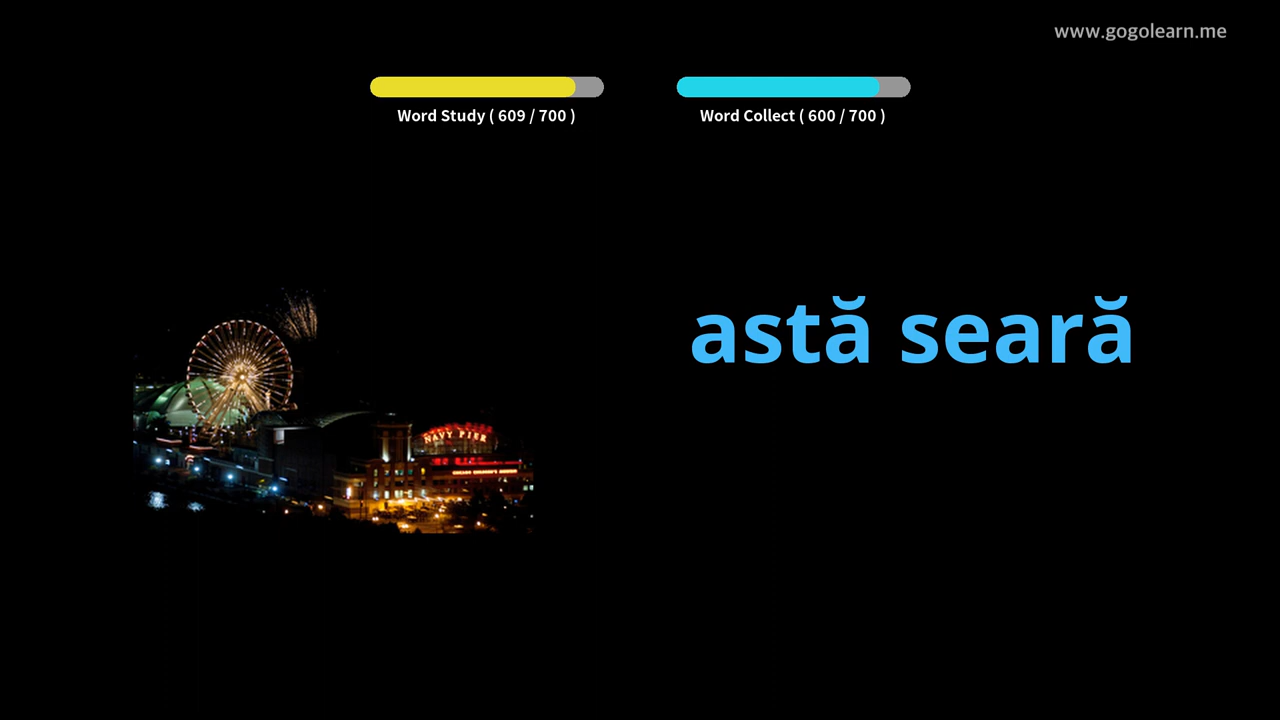 www.gogolearn.me
Word Study ( 609 / 700 )
Word Collect ( 600 / 700 )
astă seară
NAVY PIER